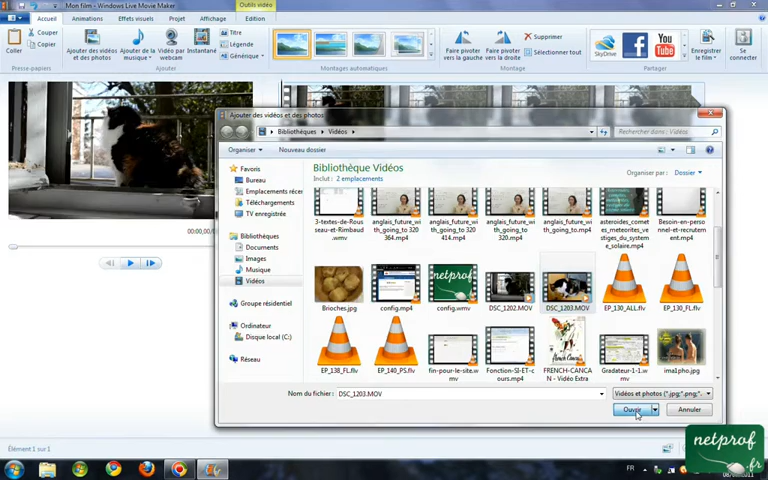 Mon film - Windows Live Movie Maker
Outils vidéo
Accueil Animations Effets visuels Projet Affichage Edition
Coller
Couper
Copier
Presse-papiers
Ajouter des vidéos et des photos
Ajouter de la musique
Vidéo par webcam
Instantané
Titre
Légende
Générique
Ajouter
Montages automatiques
Faire pivoter vers la gauche
Faire pivoter vers la droite
Supprimer
Sélectionner tout
Montage
SkyDrive
f
You Tube
Partager
Enregistrer le film
Se connecter
Ajouter des vidéos et des photos
Bibliothèques Vidéos
Rechercher dans : Vidéos
Organiser
Nouveau dossier
Favoris
Bureau
Emplacements récen
Téléchargements
TV enregistrée
Bibliothèques
Documents
Images
Musique
Vidéos
Groupe résidentiel
Ordinateur
Disque local (C:)
Réseau
Bibliothèque Vidéos
Inclut : 2 emplacements
Organiser par : Dossier
3-textes-de-Rousseau-et-Rimbaud.wmv
anglais_future_with_going_to 320 364.mp4
anglais_future_with_going_to 320 414.mp4
anglais_future_with_going_to 320.mp4
anglais_future_with_going_to.mp4
asteroides_cometes_meteorites_vestiges_du_systeme_solaire.mp4
Besoin-en-personnel-et-recrutement.mp4
Brioches.jpg
config.mp4
netprof
config.wmv
DSC_1202.MOV
DSC_1203.MOV
EP_130_ALL.flv
EP_130_FL.flv
EP_138_FL.flv
EP_140_PS.flv
fin-pour-le-site.wmv
Fonction-SI-ET-cours.mp4
FRENCH-CANCAN - Vidéo Extra
Gradateur-1-1.wmv
ima1pho.jpg
Nom du fichier : DSC_1203.MOV
Vidéos et photos (*.jpg;*.png;*.
Ouvrir
Annuler
00:00,00/
Élément 1 sur 1
FR
netprof
.fr